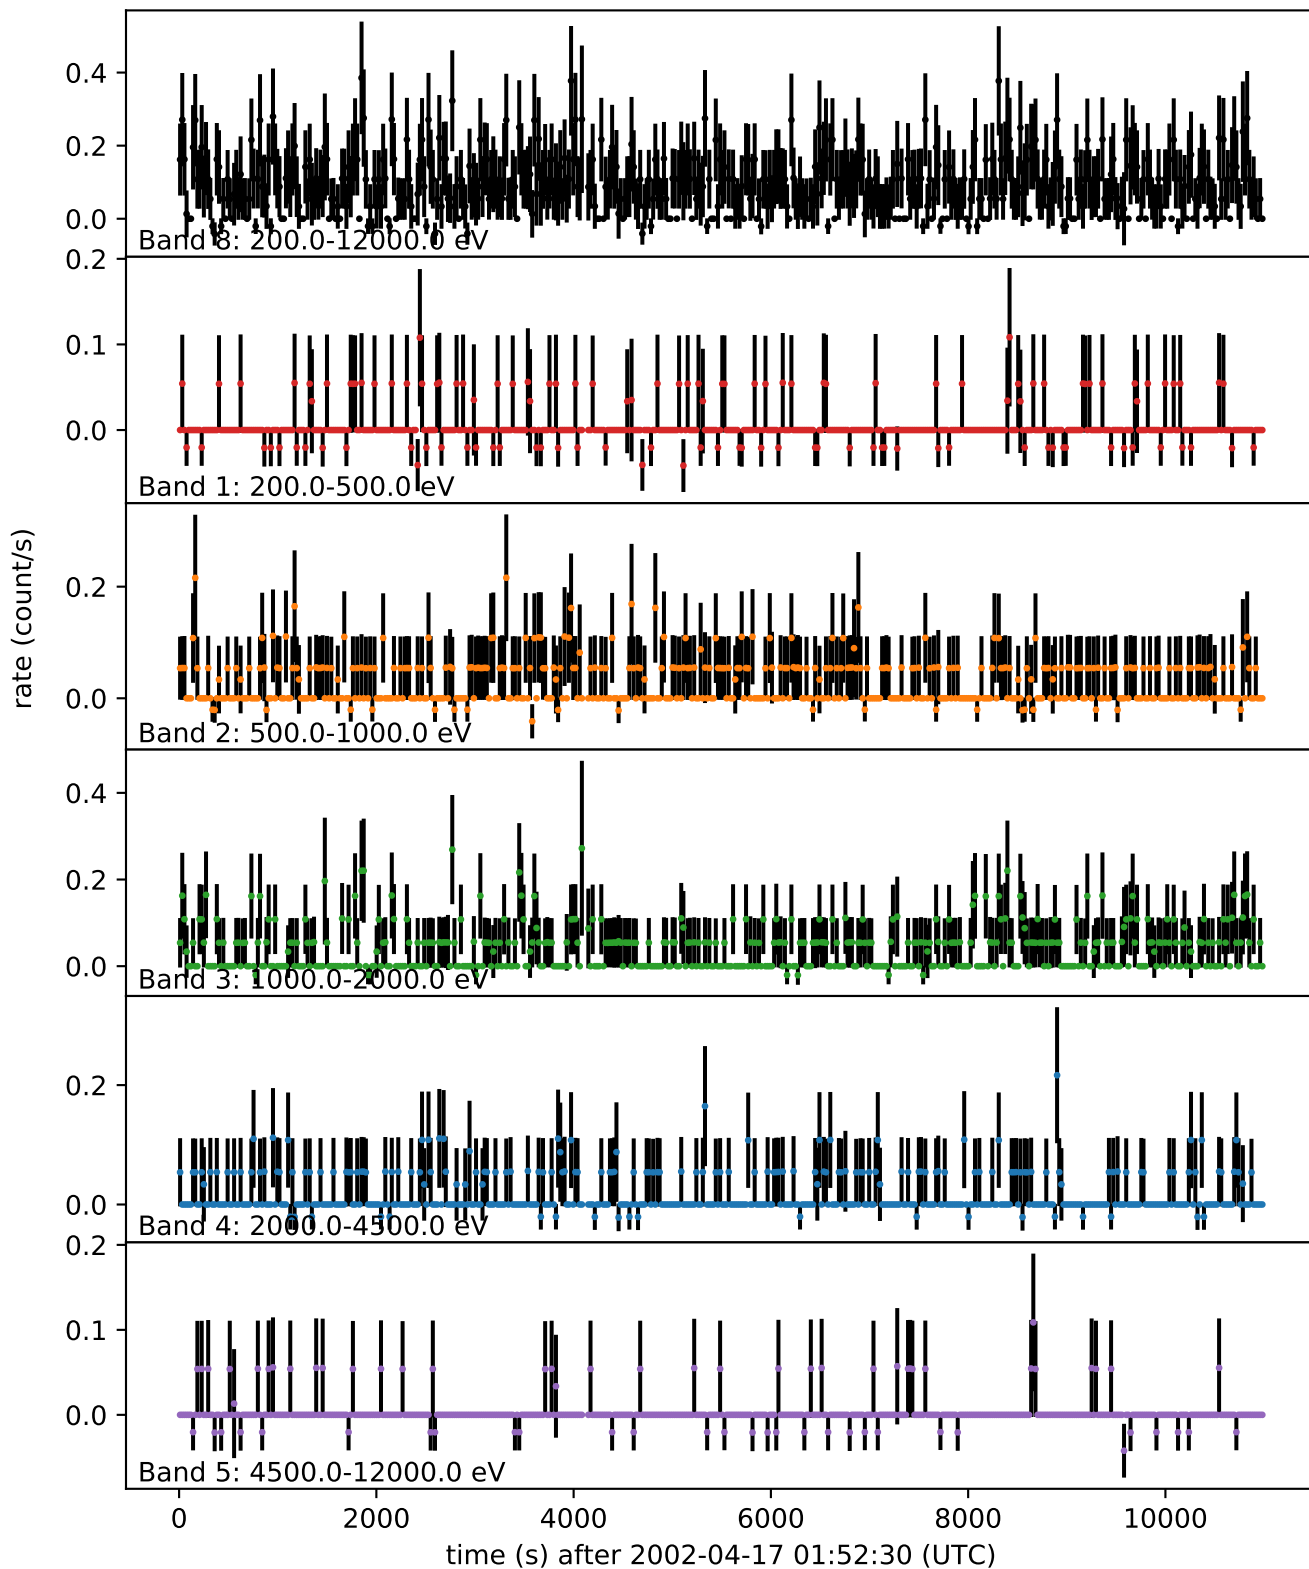 0.4
0.2
0.0
Band 8: 200.0-12000.0 eV
0.2
0.1
0.0
Band 1: 200.0-500.0 eV
0.2
0.0
Band 2: 500.0-1000.0 eV
rate (count/s)
0.4
0.2
0.0
Band 3: 1000.0-2000.0 eV
0.2
0.0
Band 4: 2000.0-4500.0 eV
0.2
0.1
0.0
Band 5: 4500.0-12000.0 eV
0 2000 4000 6000 8000 10000
time (s) after 2002-04-17 01:52:30 (UTC)